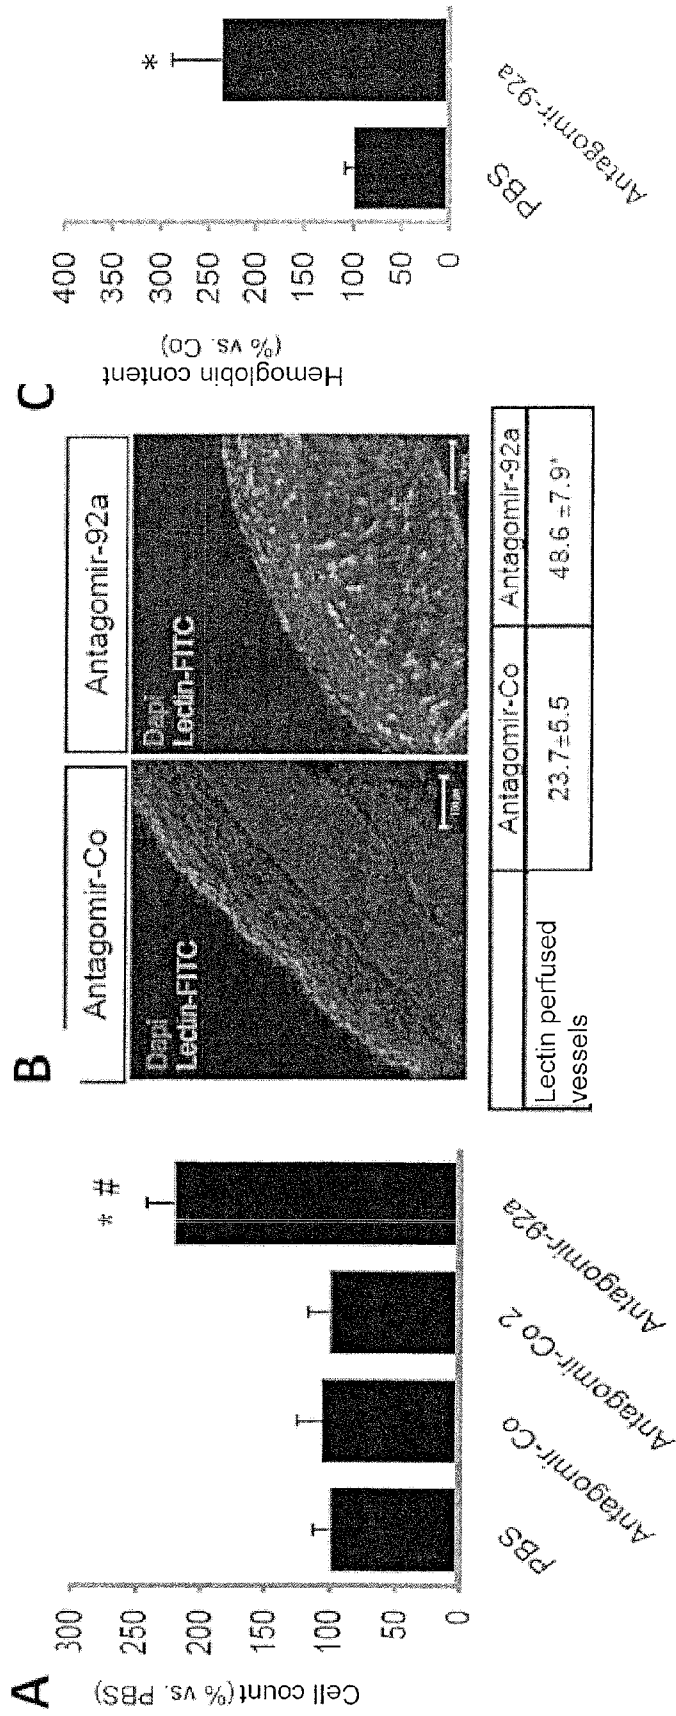 A
Cell count (% vs. PBS)
300
250
200
150
100
50
0
* #
PBS
Antagomir-Co
Antagomir-Co 2
Antagomir-92a
B
Antagomir-Co
Antagomir-92a
Dapi
Lectin-FITC
Dapi
Lectin-FITC
Antagomir-Co
Antagomir-92a
Lectin perfused
vessels
23.7±5.5
48.6 ±7.9*
C
Hemoglobin content
(% vs. Co)
400
350
300
250
200
150
100
50
0
*
PBS
Antagomir-92a